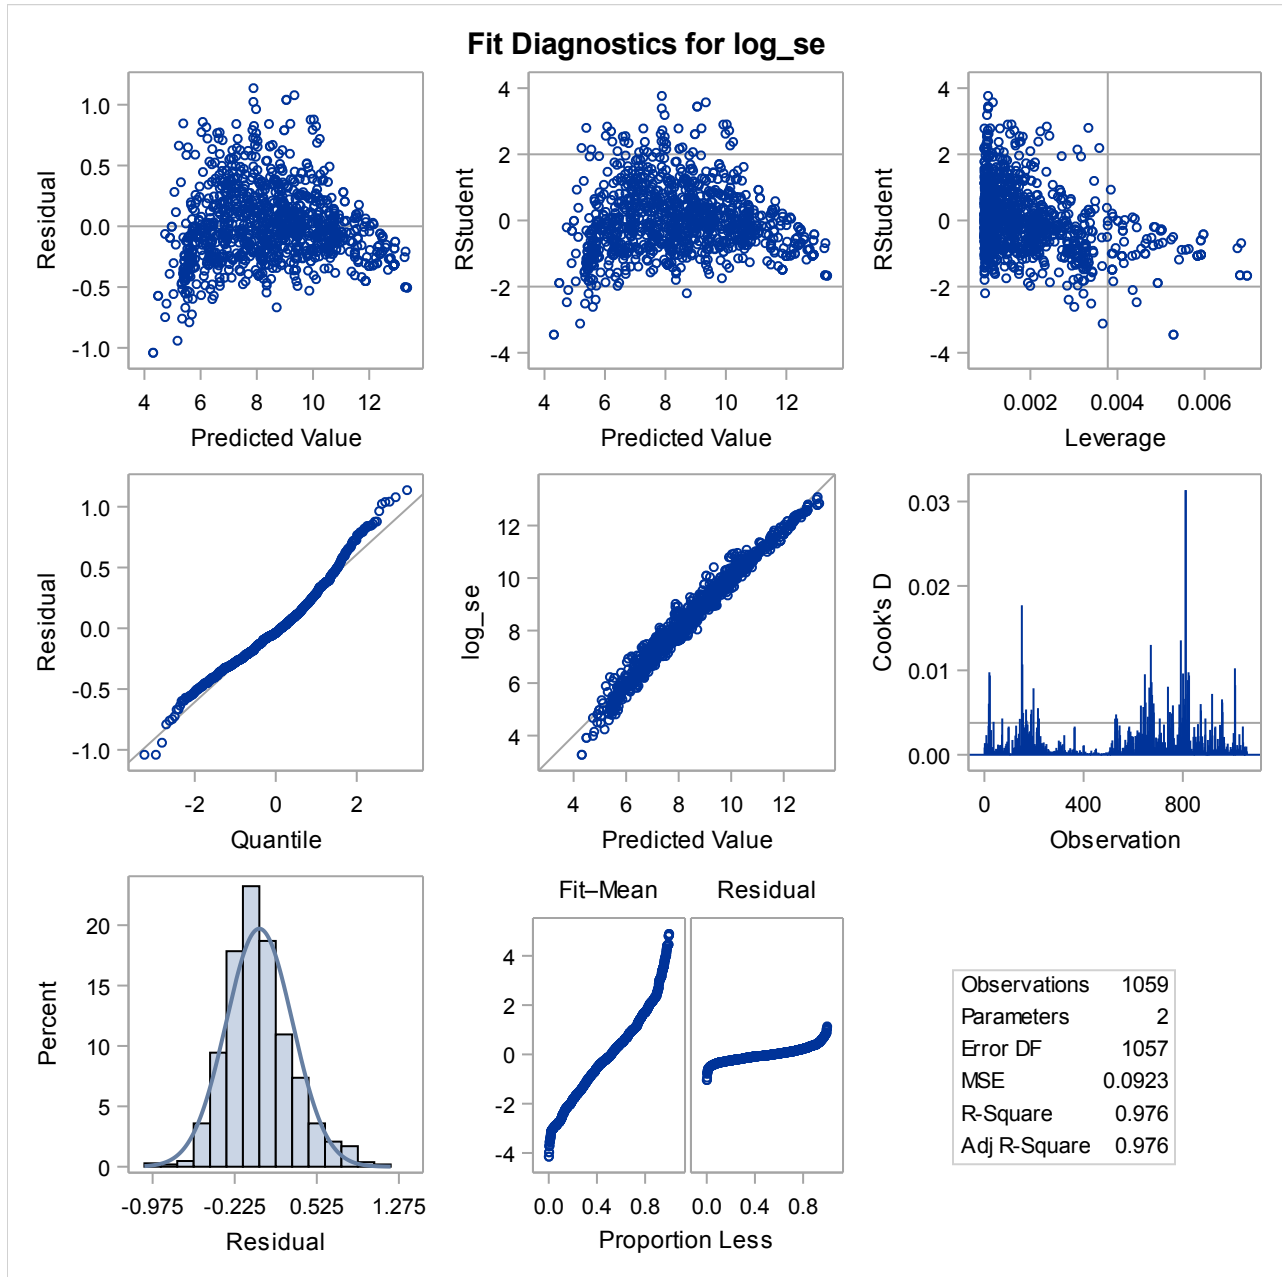 Fit Diagnostics for log_se
1.0
0.5
0.0
-0.5
-1.0
Residual
4 6 8 10 12
Predicted Value
4
2
0
-2
-4
RStudent
4 6 8 10 12
Predicted Value
4
2
0
-2
-4
RStudent
0.002 0.004 0.006
Leverage
1.0
0.5
0.0
-0.5
-1.0
Residual
-2 0 2
Quantile
12
10
8
6
4
log_se
4 6 8 10 12
Predicted Value
0.03
0.02
0.01
0.00
Cook's D
0 400 800
Observation
20
15
10
5
0
Percent
-0.975 -0.225 0.525 1.275
Residual
Fit–Mean Residual
4
2
0
-2
-4
0.0 0.4 0.8 0.0 0.4 0.8
Proportion Less
Observations 1059
Parameters 2
Error DF 1057
MSE 0.0923
R-Square 0.976
Adj R-Square 0.976